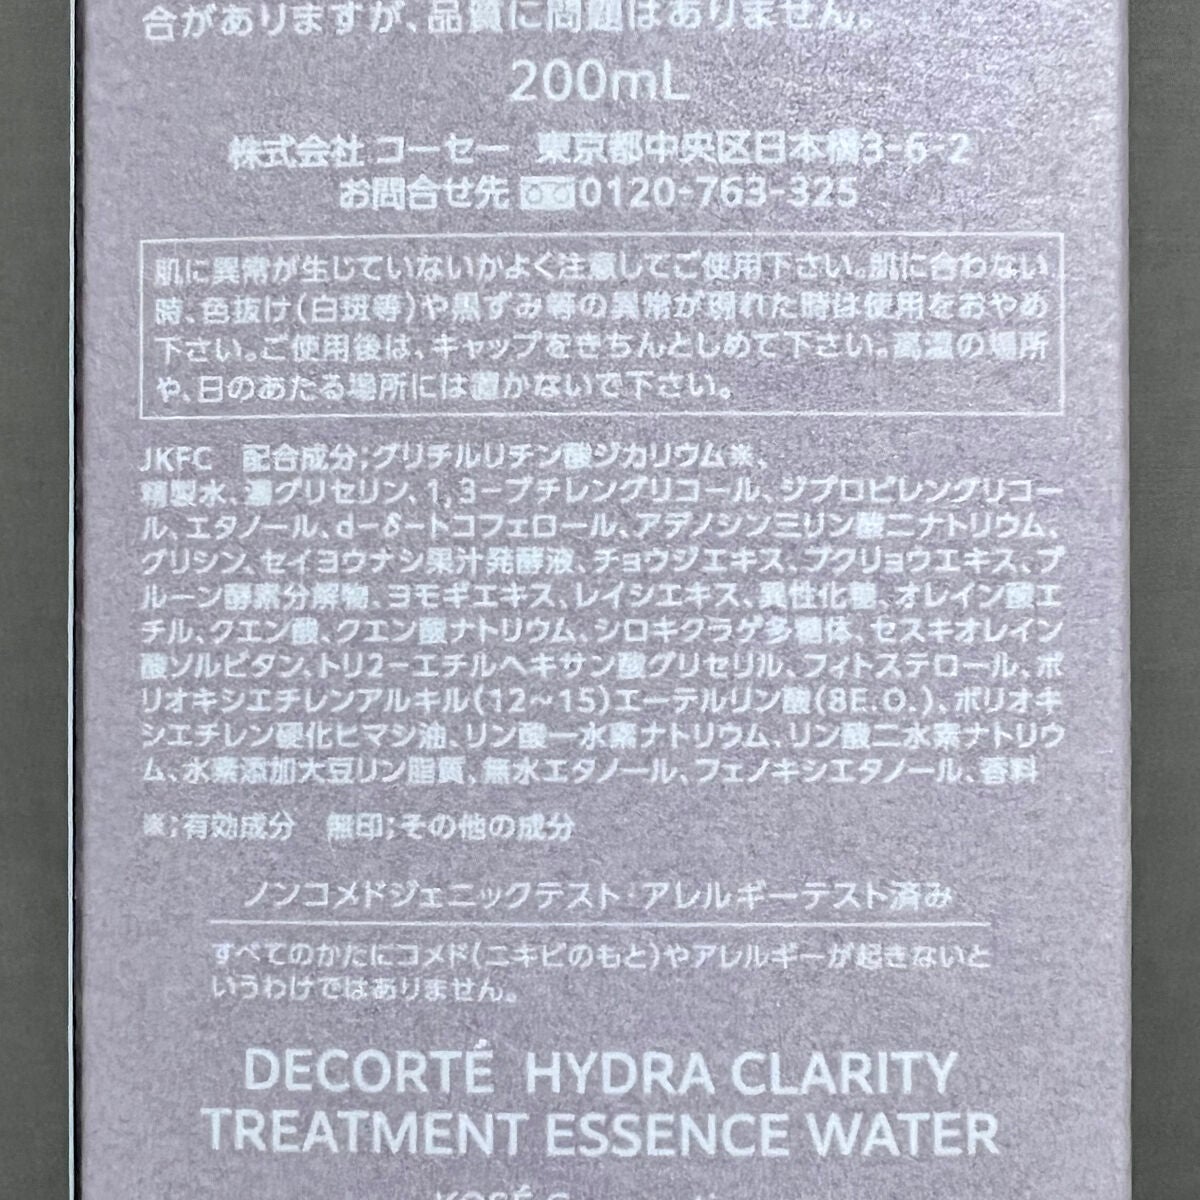 合がありますが、品質に問題はありません。
200mL
株式会社 コーセー 東京都中央区日本橋3-6-2
お問合せ先 0120-763-325
肌に異常が生じていないかよく注意してご使用下さい。肌に合わない
時、色抜け(白斑等)や黒ずみ等の異常が現れた時は使用をおやめ
下さい。ご使用後は、キャップをきちんとしめて下さい。高温の場所
や、日のあたる場所には置かないで下さい。
JKFC 配合成分;グリチルリチン酸ジカリウム※、
精製水、濃グリセリン、1,3-ブチレングリコール、ジプロピレングリコー
ル、エタノール、d-δ-トコフェロール、アデノシン三リン酸二ナトリウム、
グリシン、セイヨウナシ果汁発酵液、チョウジエキス、ブクリョウエキス、プ
ルーン酵素分解物、ヨモギエキス、レイシエキス、異性化糖、オレイン酸エ
チル、クエン酸、クエン酸ナトリウム、シロキクラゲ多糖体、セスキオレイン
酸ソルビタン、トリ2-エチルヘキサン酸グリセリル、フィトステロール、ポ
リオキシエチレンアルキル(12~15)エーテルリン酸(8E.O.)、ポリオキ
シエチレン硬化ヒマシ油、リン酸一水素ナトリウム、リン酸二水素ナトリウ
ム、水素添加大豆リン脂質、無水エタノール、フェノキシエタノール、香料
※;有効成分 無印;その他の成分
ノンコメドジェニックテスト・アレルギーテスト済み
すべてのかたにコメド(ニキビのもと)やアレルギーが起きないと
いうわけではありません。
DECORTÉ HYDRA CLARITY
TREATMENT ESSENCE WATER
KOSÉ